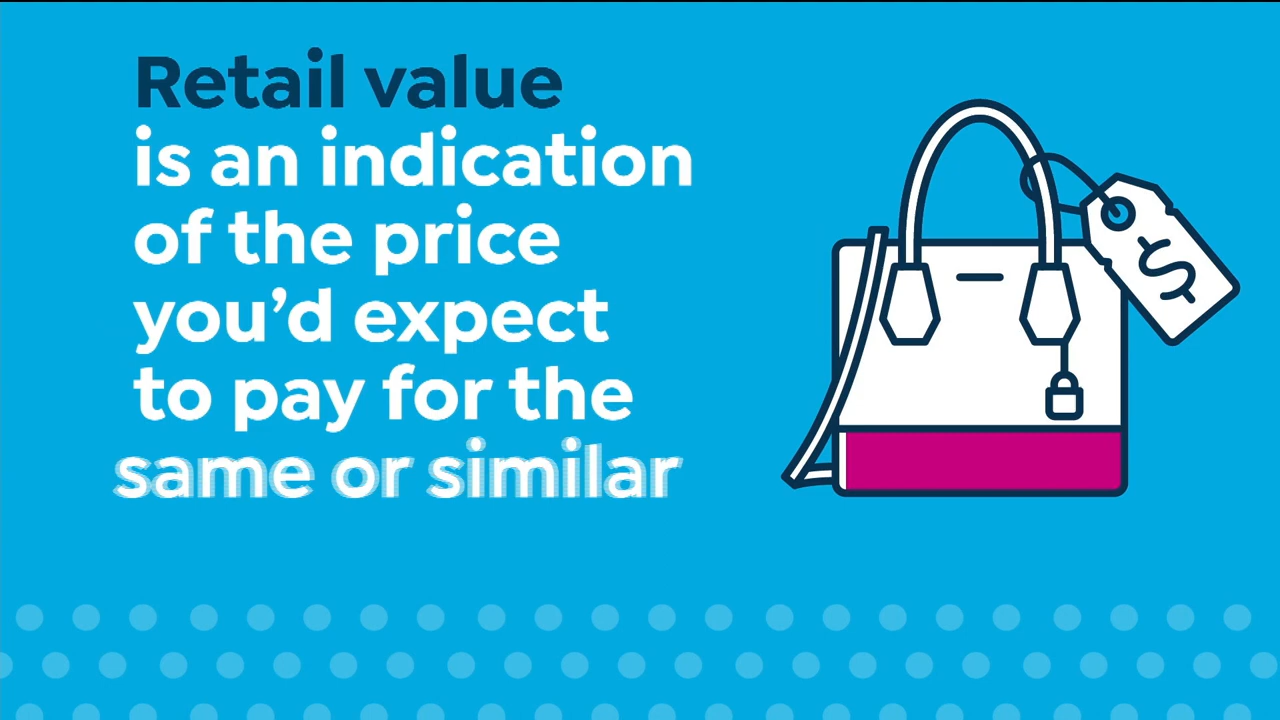 Retail value
is an indication
of the price
you’d expect
to pay for the
same or similar
$